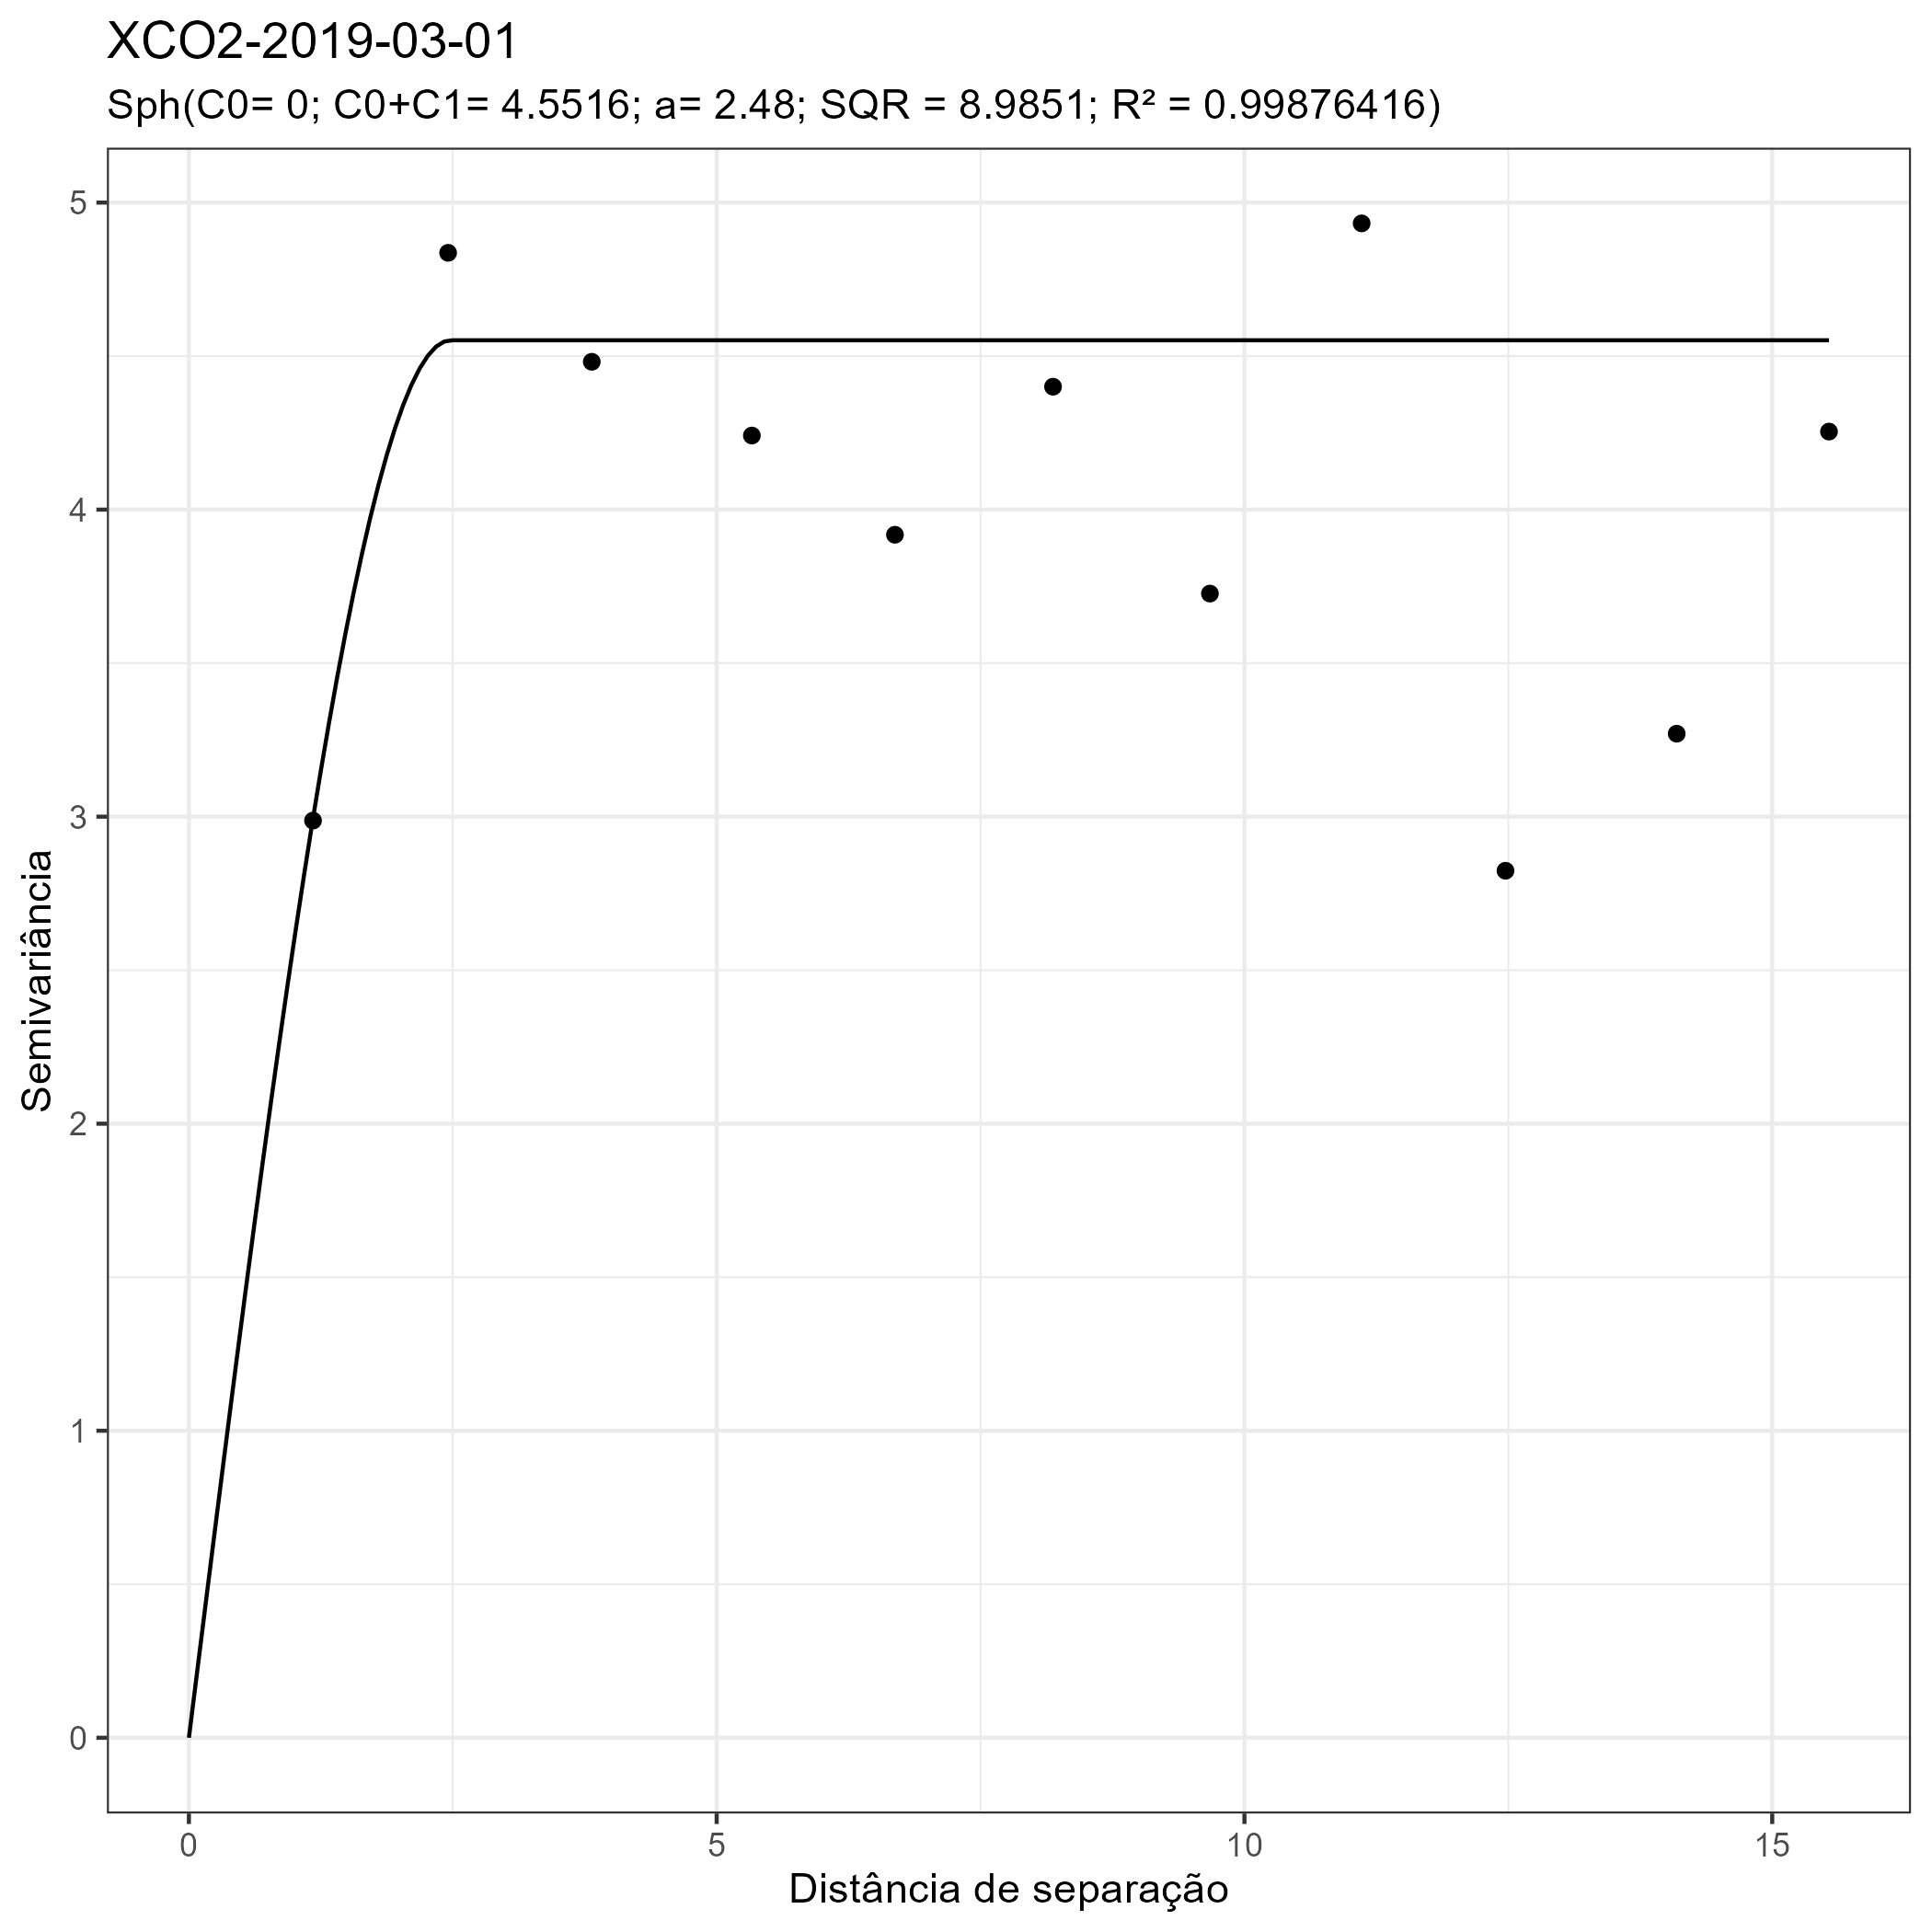 XCO2-2019-03-01
Sph(C0= 0; C0+C1= 4.5516; a= 2.48; SQR = 8.9851; R² = 0.99876416)
5
4
3
2
1
0
Semivariância
0 5 10 15
Distância de separação